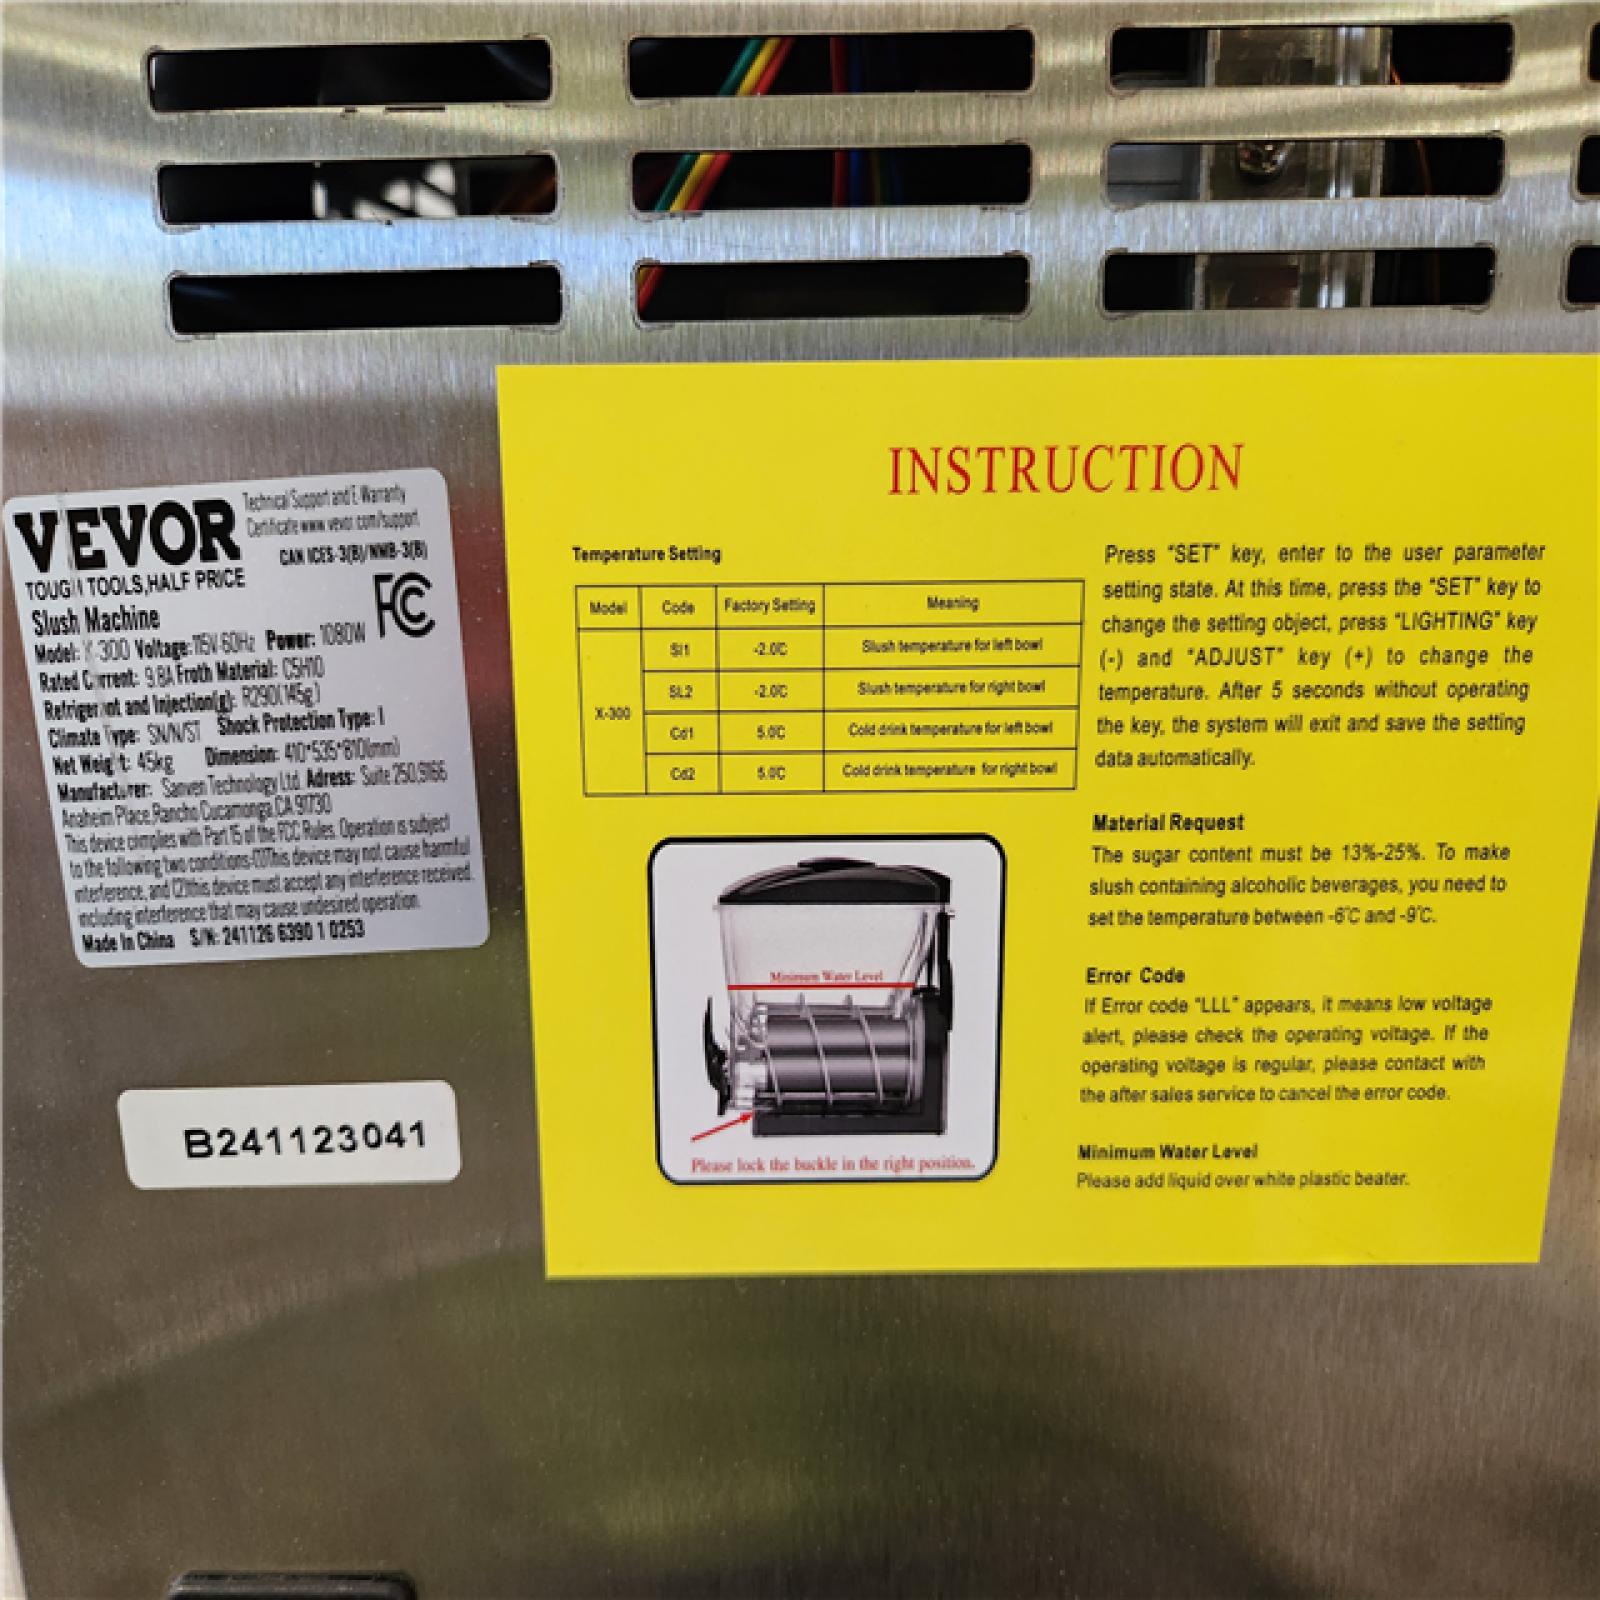 VEVOR
Technical Support and E-Warranty
Certificate www.vevor.com/support
CAN ICES-3(B)/NMB-3(B)
TOUGH TOOLS,HALF PRICE
FC
Slush Machine
Model: X-300 Voltage:115V 60Hz Power: 1080W
Rated Current: 9.8A Froth Material: C5H10
Refrigerant and Injection(g): R290(145g)
Climate Type: SN/N/ST Shock Protection Type: I
Net Weight: 45kg Dimension: 410*535*810(mm)
Manufacturer: Sanven Technology Ltd. Adress: Suite 250,9166
Anaheim Place,Rancho Cucamonga,CA 91730
This device complies with Part 15 of the FCC Rules. Operation is subject
to the following two conditions-(1)This device may not cause harmful
interference, and (2)this device must accept any interference received,
including interference that may cause undesired operation.
Made In China S/N: 241126 6390 1 0253
B241123041
INSTRUCTION
Temperature Setting
Model Code Factory Setting Meaning
X-300
Sl1 -2.0℃ Slush temperature for left bowl
SL2 -2.0℃ Slush temperature for right bowl
Cd1 5.0℃ Cold drink temperature for left bowl
Cd2 5.0℃ Cold drink temperature for right bowl
Minimum Water Level
Please lock the buckle in the right position.
Press "SET" key, enter to the user parameter
setting state. At this time, press the "SET" key to
change the setting object, press "LIGHTING" key
(-) and "ADJUST" key (+) to change the
temperature. After 5 seconds without operating
the key, the system will exit and save the setting
data automatically.
Material Request
The sugar content must be 13%-25%. To make
slush containing alcoholic beverages, you need to
set the temperature between -6℃ and -9℃.
Error Code
If Error code "LLL" appears, it means low voltage
alert, please check the operating voltage. If the
operating voltage is regular, please contact with
the after sales service to cancel the error code.
Minimum Water Level
Please add liquid over white plastic beater.